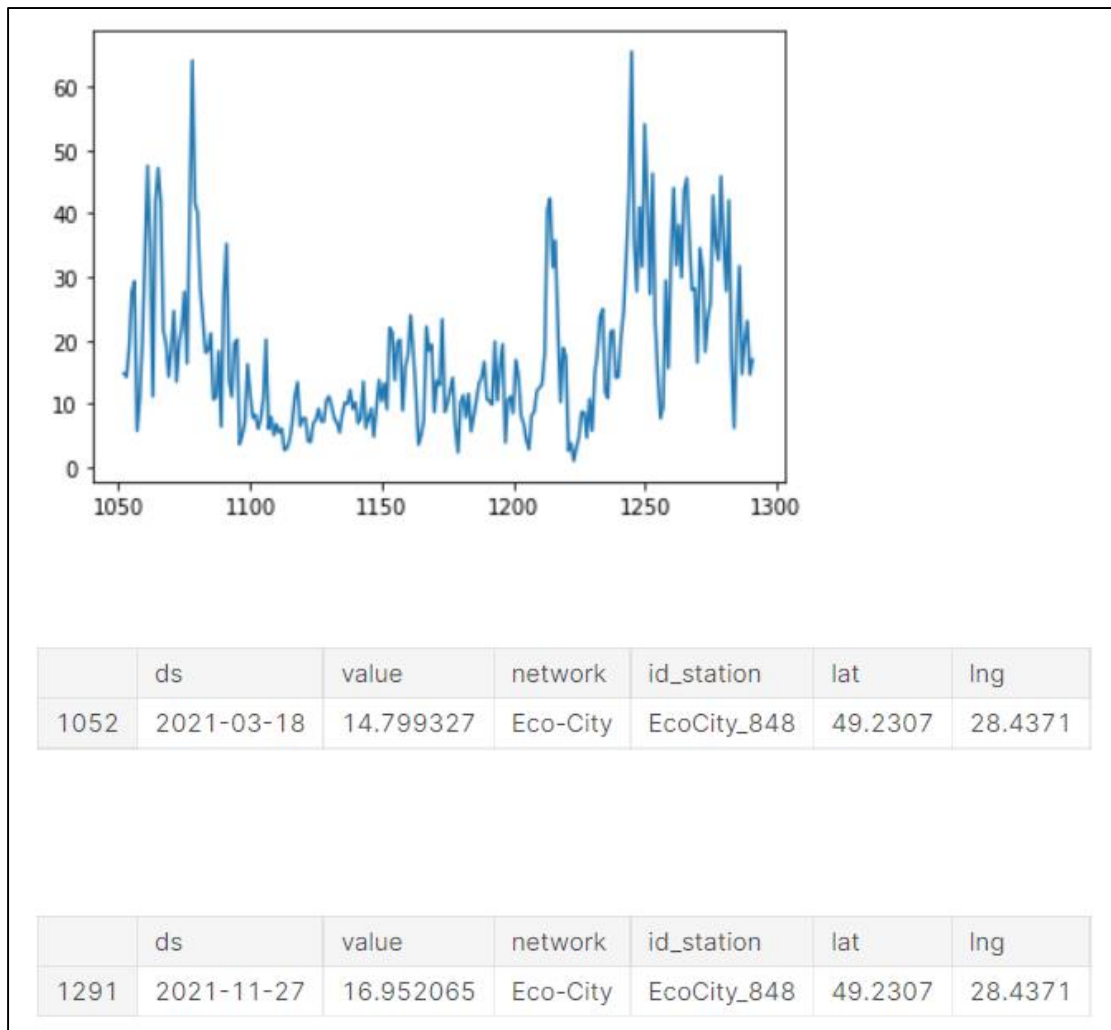 60
50
40
30
20
10
0
1050 1100 1150 1200 1250 1300
ds value network id_station lat lng
1052 2021-03-18 14.799327 Eco-City EcoCity_848 49.2307 28.4371
ds value network id_station lat lng
1291 2021-11-27 16.952065 Eco-City EcoCity_848 49.2307 28.4371